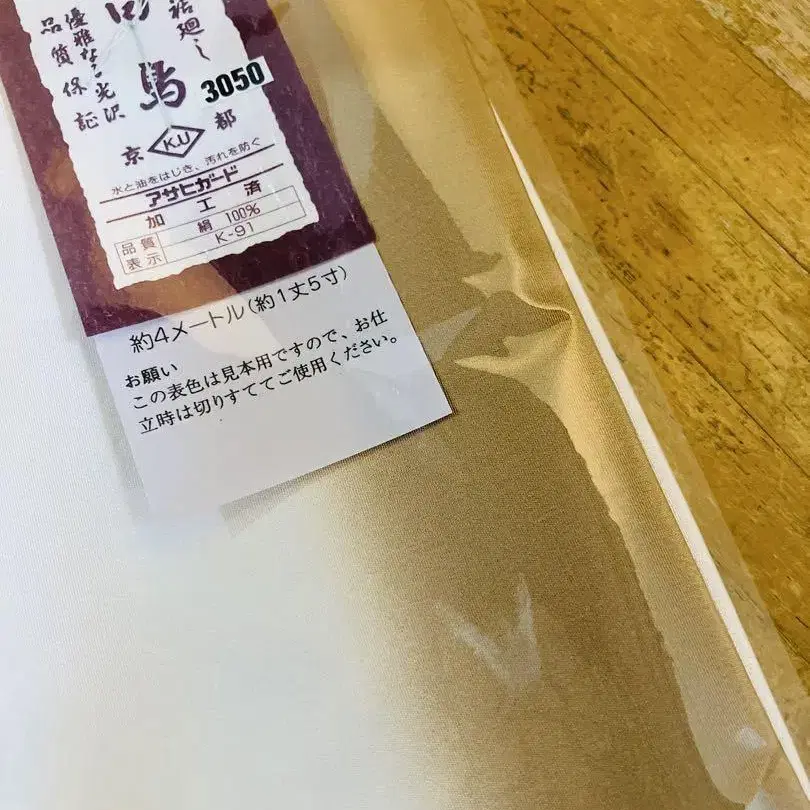 裾廻し
駒
3050
優雅な光沢
品質保証
京 K.U 都
水と油をはじき、汚れを防ぐ
アサヒガード
加工済
品質表示
絹 100%
K-91
約4メートル(約1丈5寸)
お願い
この表色は見本用ですので、お仕
立時は切りすててご使用ください。